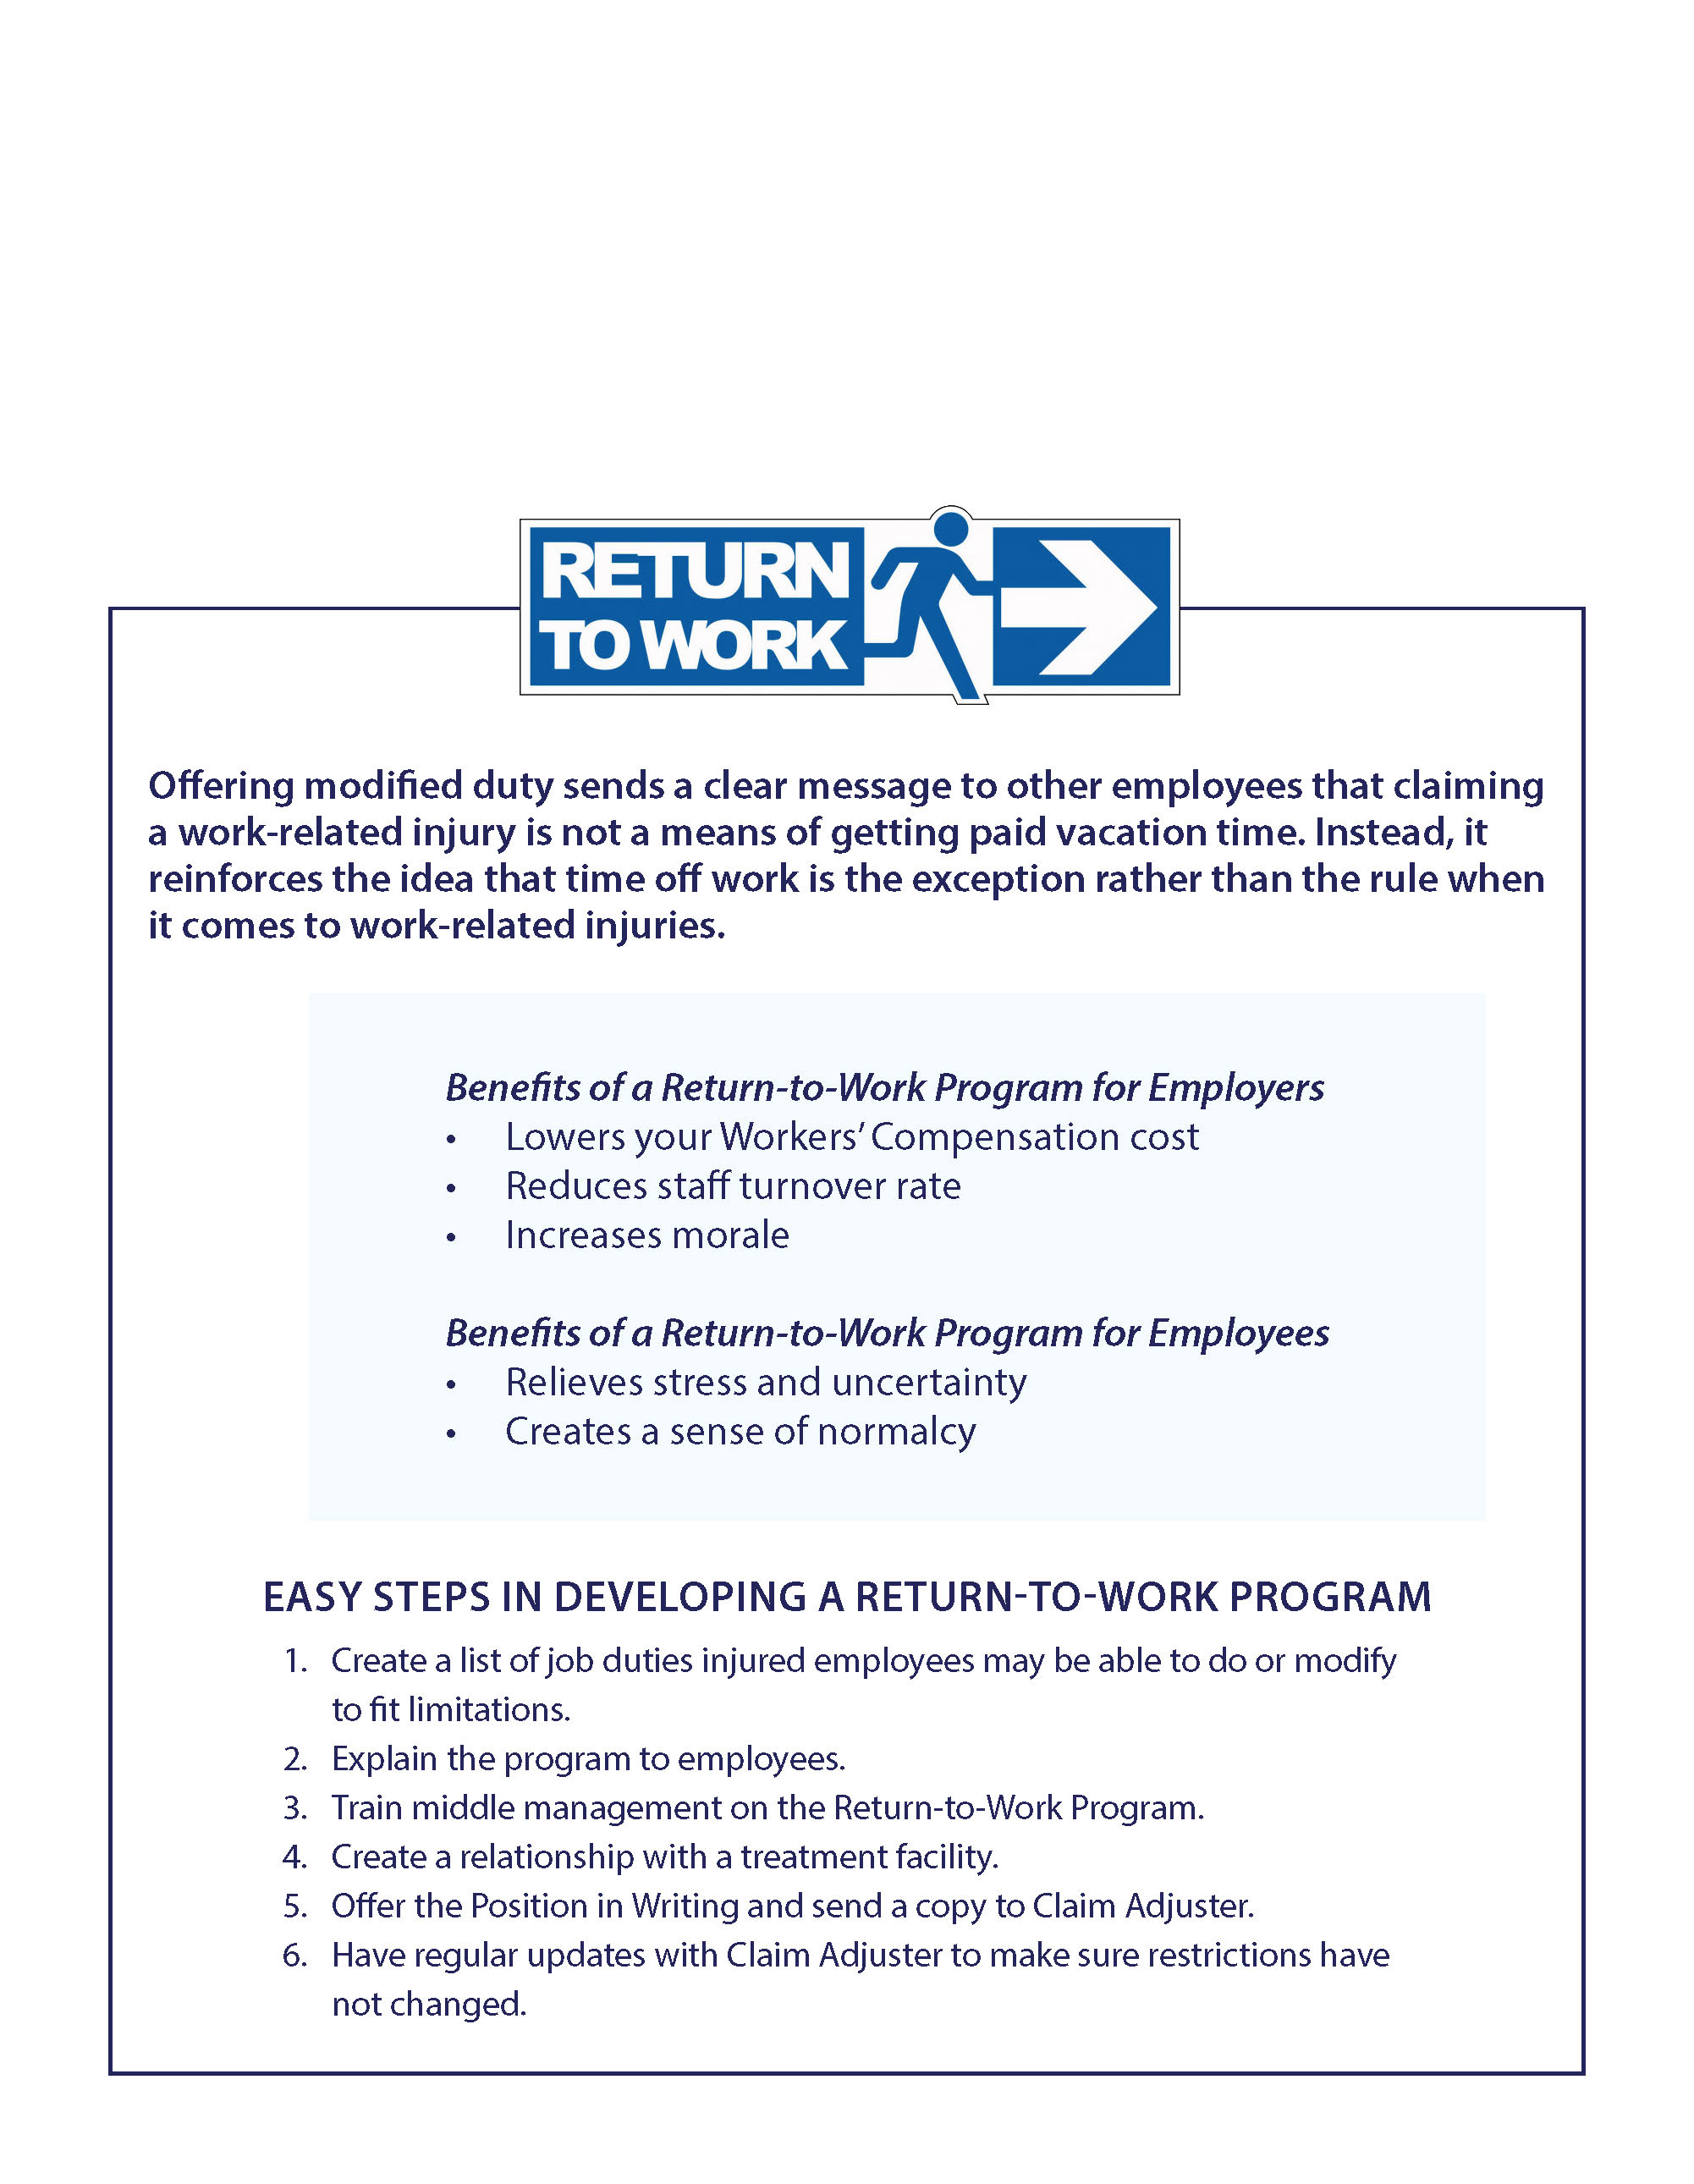 RETURN
TO WORK
Offering modified duty sends a clear message to other employees that claiming
a work-related injury is not a means of getting paid vacation time. Instead, it
reinforces the idea that time off work is the exception rather than the rule when
it comes to work-related injuries.
Benefits of a Return-to-Work Program for Employers
• Lowers your Workers’ Compensation cost
• Reduces staff turnover rate
• Increases morale
Benefits of a Return-to-Work Program for Employees
• Relieves stress and uncertainty
• Creates a sense of normalcy
EASY STEPS IN DEVELOPING A RETURN-TO-WORK PROGRAM
1. Create a list of job duties injured employees may be able to do or modify
to fit limitations.
2. Explain the program to employees.
3. Train middle management on the Return-to-Work Program.
4. Create a relationship with a treatment facility.
5. Offer the Position in Writing and send a copy to Claim Adjuster.
6. Have regular updates with Claim Adjuster to make sure restrictions have
not changed.